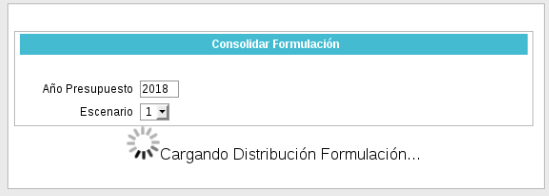 Consolidar Formulación
Año Presupuesto 2018
Escenario 1
Cargando Distribución Formulación...